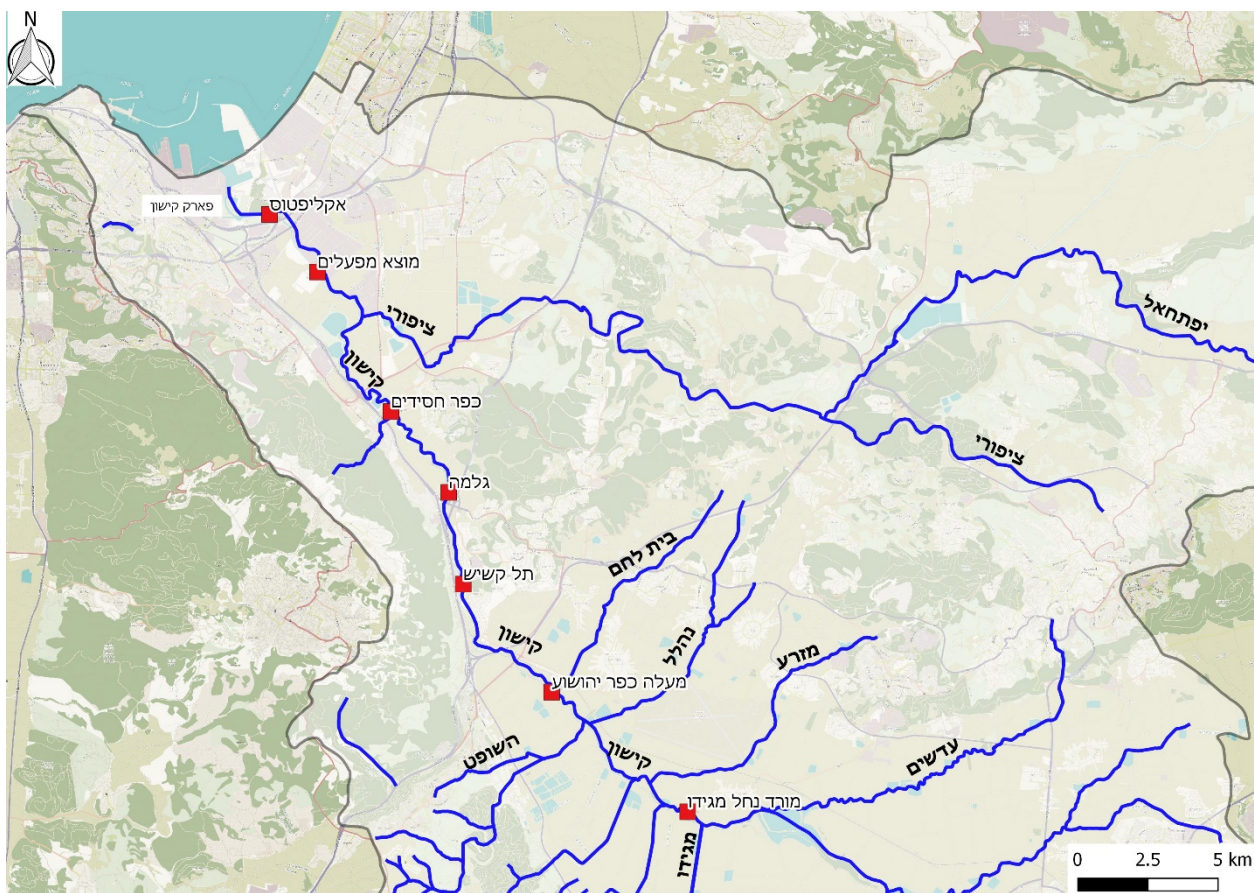 N
פארק קישון
אקליפטוס
מוצא מפעלים
ציפורי
יפתחאל
קישון
כפר חסידים
ציפורי
גלמה
בית לחם
תל קשיש
קישון
נהלל
מזרע
מעלה כפר יהושוע
השופט
קישון
עדשים
מורד נחל מגידו
מגידו
0 2.5 5 km